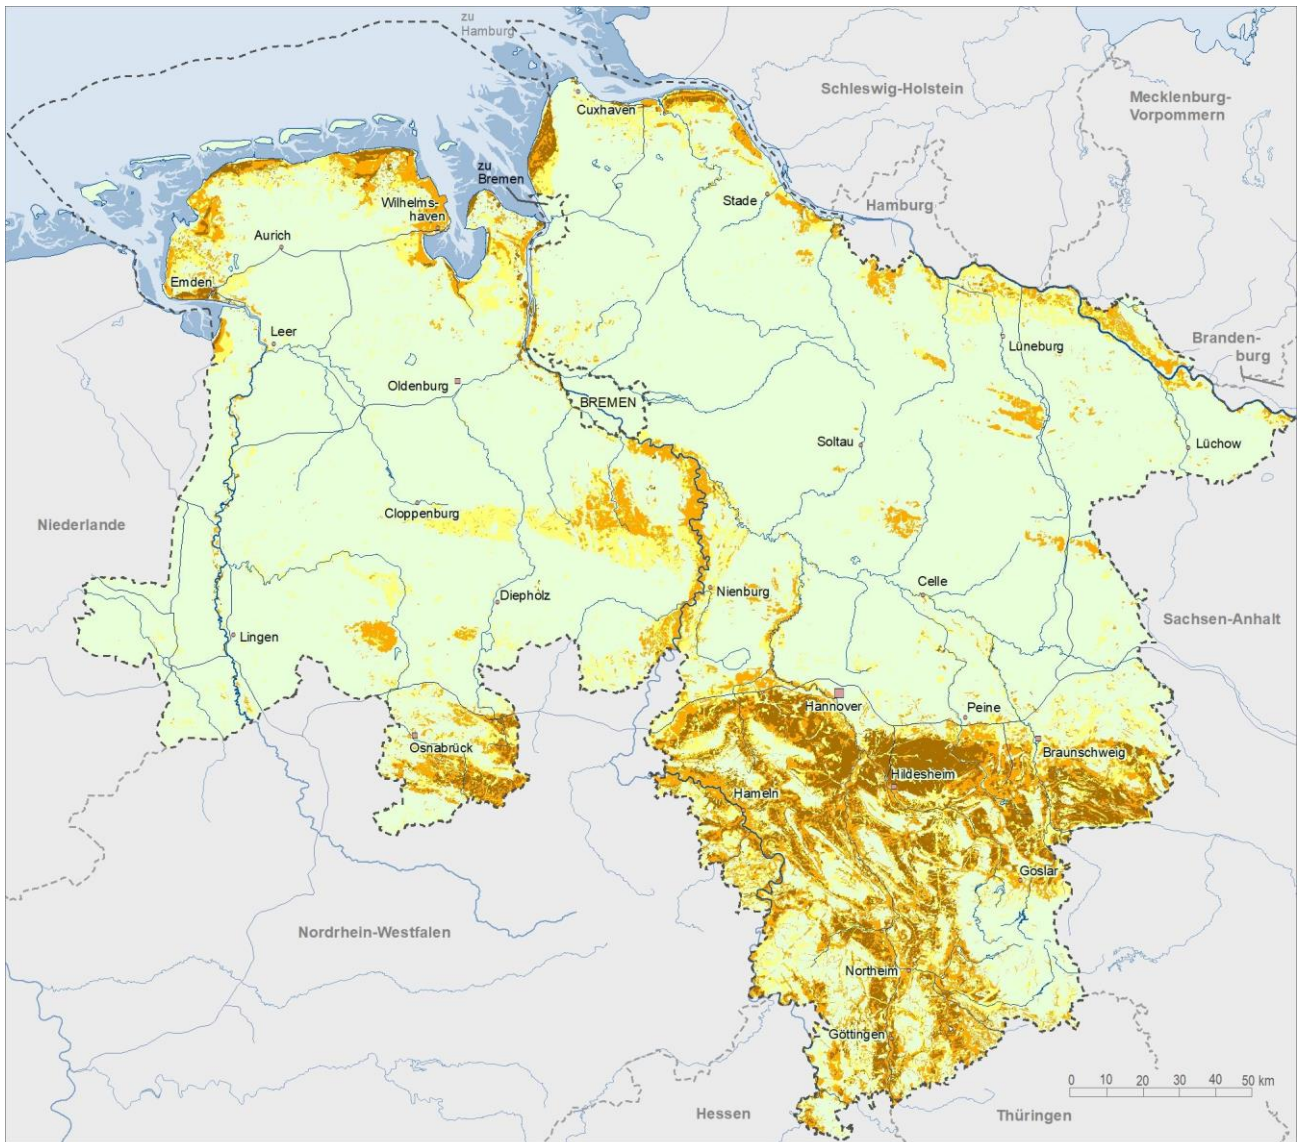 zu
Hamburg
Schleswig-Holstein
Mecklenburg-
Vorpommern
Cuxhaven
zu
Bremen
Stade
Hamburg
Wilhelms-
haven
Aurich
Emden
Leer
Lüneburg
Branden-
burg
Oldenburg
BREMEN
Soltau
Lüchow
Niederlande
Cloppenburg
Celle
Diepholz
Nienburg
Sachsen-Anhalt
Lingen
Hannover
Peine
Osnabrück
Braunschweig
Hildesheim
Hameln
Goslar
Nordrhein-Westfalen
Northeim
Göttingen
0 10 20 30 40 50 km
Hessen
Thüringen